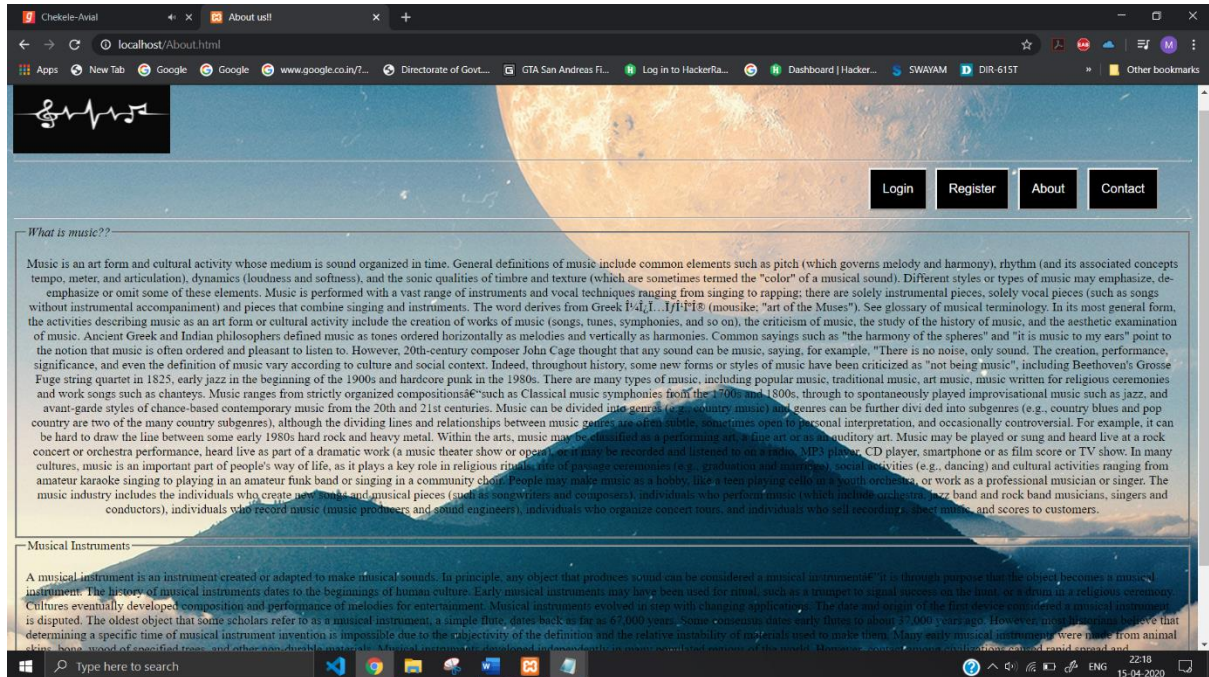 Chekele-Avial
About us!!
localhost/About.html
Apps New Tab Google Google www.google.co.in/?... Directorate of Govt.... GTA San Andreas Fi... Log in to HackerRa... Dashboard | Hacker... SWAYAM DIR-615T » Other bookmarks
Login Register About Contact
What is music??
Music is an art form and cultural activity whose medium is sound organized in time. General definitions of music include common elements such as pitch (which governs melody and harmony), rhythm (and its associated concepts
tempo, meter, and articulation), dynamics (loudness and softness), and the sonic qualities of timbre and texture (which are sometimes termed the "color" of a musical sound). Different styles or types of music may emphasize, de-
emphasize or omit some of these elements. Music is performed with a vast range of instruments and vocal techniques ranging from singing to rapping; there are solely instrumental pieces, solely vocal pieces (such as songs
without instrumental accompaniment) and pieces that combine singing and instruments. The word derives from Greek (mousike; "art of the Muses"). See glossary of musical terminology. In its most general form,
the activities describing music as an art form or cultural activity include the creation of works of music (songs, tunes, symphonies, and so on), the criticism of music, the study of the history of music, and the aesthetic examination
of music. Ancient Greek and Indian philosophers defined music as tones ordered horizontally as melodies and vertically as harmonies. Common sayings such as "the harmony of the spheres" and "it is music to my ears" point to
the notion that music is often ordered and pleasant to listen to. However, 20th-century composer John Cage thought that any sound can be music, saying, for example, "There is no noise, only sound. The creation, performance,
significance, and even the definition of music vary according to culture and social context. Indeed, throughout history, some new forms or styles of music have been criticized as "not being music", including Beethoven's Grosse
Fuge string quartet in 1825, early jazz in the beginning of the 1900s and hardcore punk in the 1980s. There are many types of music, including popular music, traditional music, art music, music written for religious ceremonies
and work songs such as chanteys. Music ranges from strictly organized compositionsâ€“such as Classical music symphonies from the 1700s and 1800s, through to spontaneously played improvisational music such as jazz, and
avant-garde styles of chance-based contemporary music from the 20th and 21st centuries. Music can be divided into genres (e.g., country music) and genres can be further divi ded into subgenres (e.g., country blues and pop
country are two of the many country subgenres), although the dividing lines and relationships between music genres are often subtle, sometimes open to personal interpretation, and occasionally controversial. For example, it can
be hard to draw the line between some early 1980s hard rock and heavy metal. Within the arts, music may be classified as a performing art, a fine art or as an auditory art. Music may be played or sung and heard live at a rock
concert or orchestra performance, heard live as part of a dramatic work (a music theater show or opera), or it may be recorded and listened to on a radio, MP3 player, CD player, smartphone or as film score or TV show. In many
cultures, music is an important part of people's way of life, as it plays a key role in religious rituals, rite of passage ceremonies (e.g., graduation and marriage), social activities (e.g., dancing) and cultural activities ranging from
amateur karaoke singing to playing in an amateur funk band or singing in a community choir. People may make music as a hobby, like a teen playing cello in a youth orchestra, or work as a professional musician or singer. The
music industry includes the individuals who create new songs and musical pieces (such as songwriters and composers), individuals who perform music (which include orchestra, jazz band and rock band musicians, singers and
conductors), individuals who record music (music producers and sound engineers), individuals who organize concert tours, and individuals who sell recordings, sheet music, and scores to customers.
Musical Instruments
A musical instrument is an instrument created or adapted to make musical sounds. In principle, any object that produces sound can be considered a musical instrumentâ€”it is through purpose that the object becomes a musical
instrument. The history of musical instruments dates to the beginnings of human culture. Early musical instruments may have been used for ritual, such as a trumpet to signal success on the hunt, or a drum in a religious ceremony.
Cultures eventually developed composition and performance of melodies for entertainment. Musical instruments evolved in step with changing applications. The date and origin of the first device considered a musical instrument
is disputed. The oldest object that some scholars refer to as a musical instrument, a simple flute, dates back as far as 67,000 years. Some consensus dates early flutes to about 37,000 years ago. However, most historians believe that
determining a specific time of musical instrument invention is impossible due to the subjectivity of the definition and the relative instability of materials used to make them. Many early musical instruments were made from animal
skins, bone, wood of specified trees, and other non-durable materials. Musical instruments developed independently in many populated regions of the world. However, contact among civilizations caused rapid spread and
Type here to search
ENG 22:18
15-04-2020